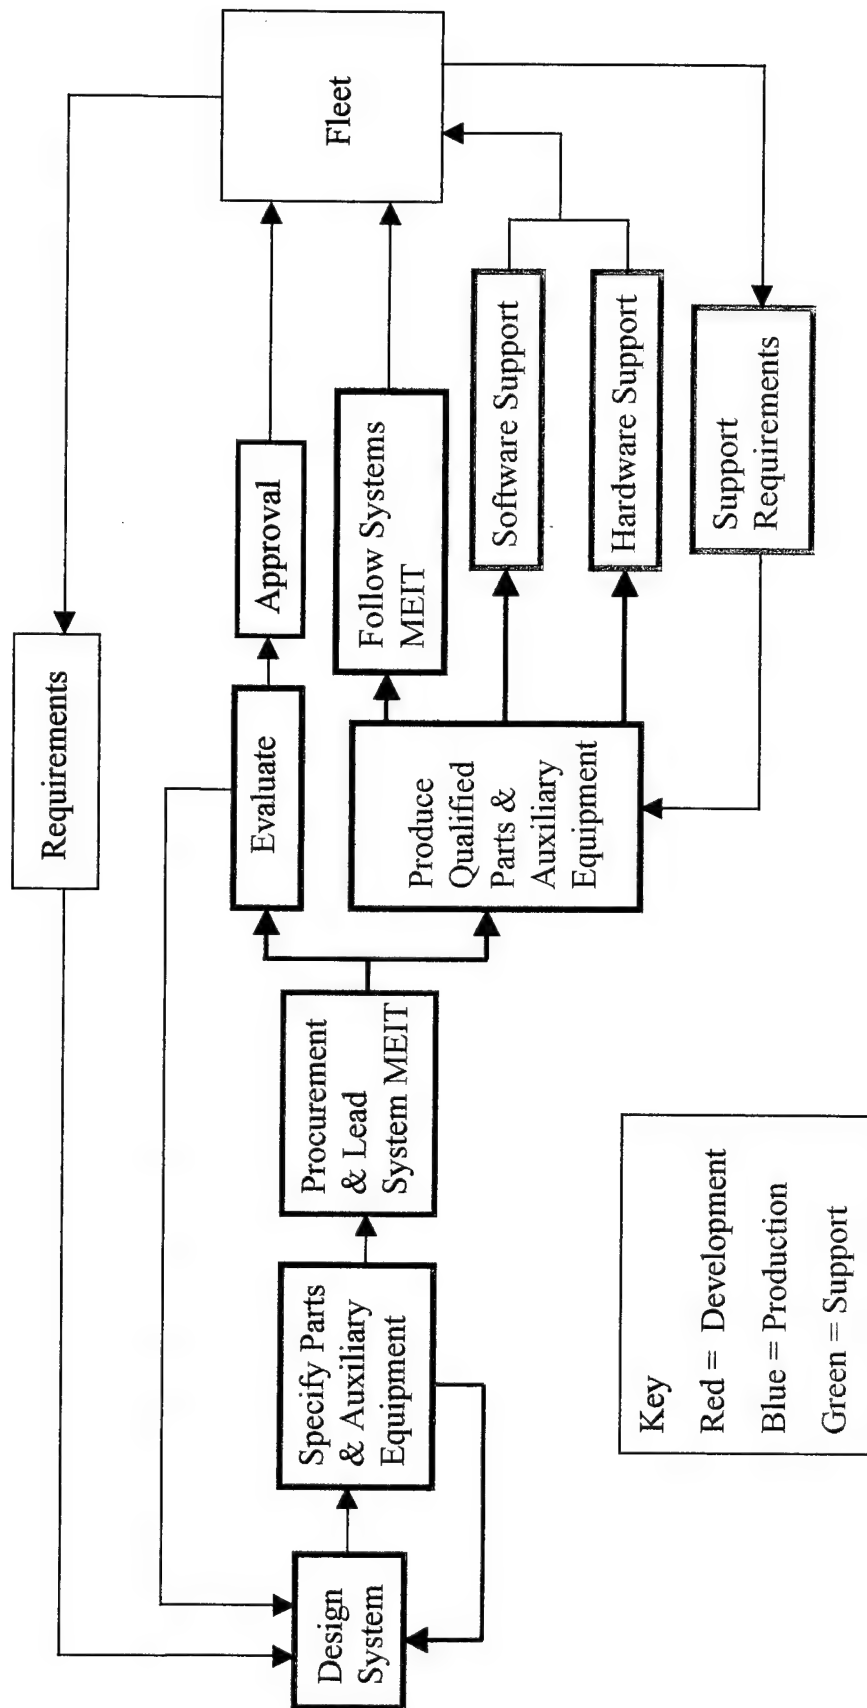 Requirements
Fleet
Design
System
Specify Parts
& Auxiliary
Equipment
Procurement
& Lead
System MEIT
Evaluate
Approval
Produce
Qualified
Parts &
Auxiliary
Equipment
Follow Systems
MEIT
Software Support
Hardware Support
Support
Requirements
Key
Red = Development
Blue = Production
Green = Support